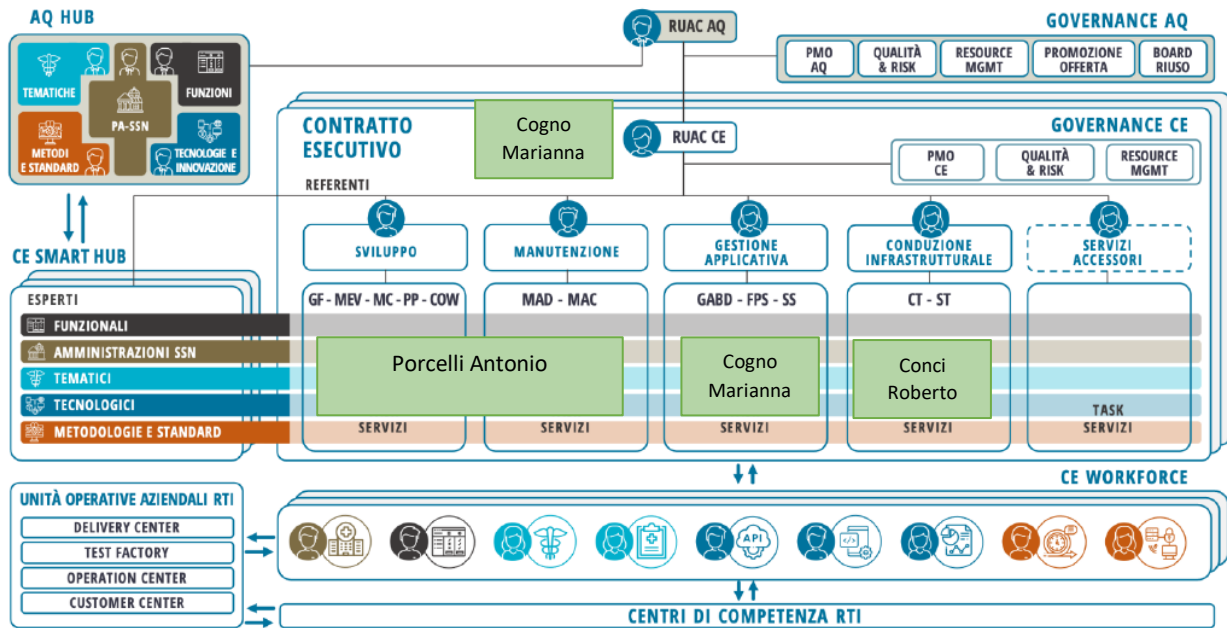 AQ HUB
TEMATICHE
FUNZIONI
PA-SSN
METODI
E STANDARD
TECNOLOGIE E
INNOVAZIONE
RUAC AQ
GOVERNANCE AQ
PMO
AQ
QUALITÀ
& RISK
RESOURCE
MGMT
PROMOZIONE
OFFERTA
BOARD
RIUSO
CONTRATTO
ESECUTIVO
Cogno
Marianna
RUAC CE
GOVERNANCE CE
PMO
CE
QUALITÀ
& RISK
RESOURCE
MGMT
REFERENTI
SVILUPPO
MANUTENZIONE
GESTIONE
APPLICATIVA
CONDUZIONE
INFRASTRUTTURALE
SERVIZI
ACCESSORI
CE SMART HUB
ESPERTI
FUNZIONALI
AMMINISTRAZIONI SSN
TEMATICI
TECNOLOGICI
METODOLOGIE E STANDARD
GF - MEV - MC - PP - COW
MAD - MAC
GABD - FPS - SS
CT - ST
Porcelli Antonio
Cogno
Marianna
Conci
Roberto
TASK
SERVIZI
SERVIZI
SERVIZI
SERVIZI
SERVIZI
CE WORKFORCE
UNITÀ OPERATIVE AZIENDALI RTI
DELIVERY CENTER
TEST FACTORY
OPERATION CENTER
CUSTOMER CENTER
API
CENTRI DI COMPETENZA RTI